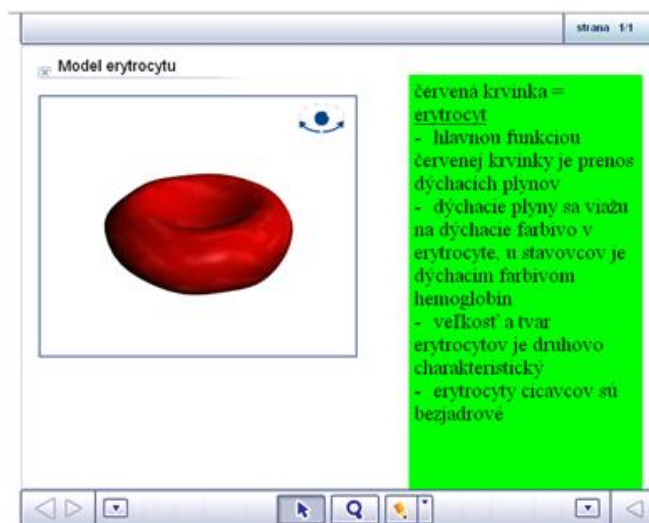 strana 1/1
Model erytrocytu
červená krvinka =
erytrocyt
- hlavnou funkciou
červenej krvinky je prenos
dýchacích plynov
- dýchacie plyny sa viažu
na dýchacie farbivo v
erytrocyte, u stavovcov je
dýchacím farbivom
hemoglobín
- veľkosť a tvar
erytrocytov je druhovo
charakteristický
- erytrocyty cicavcov sú
bezjadrové